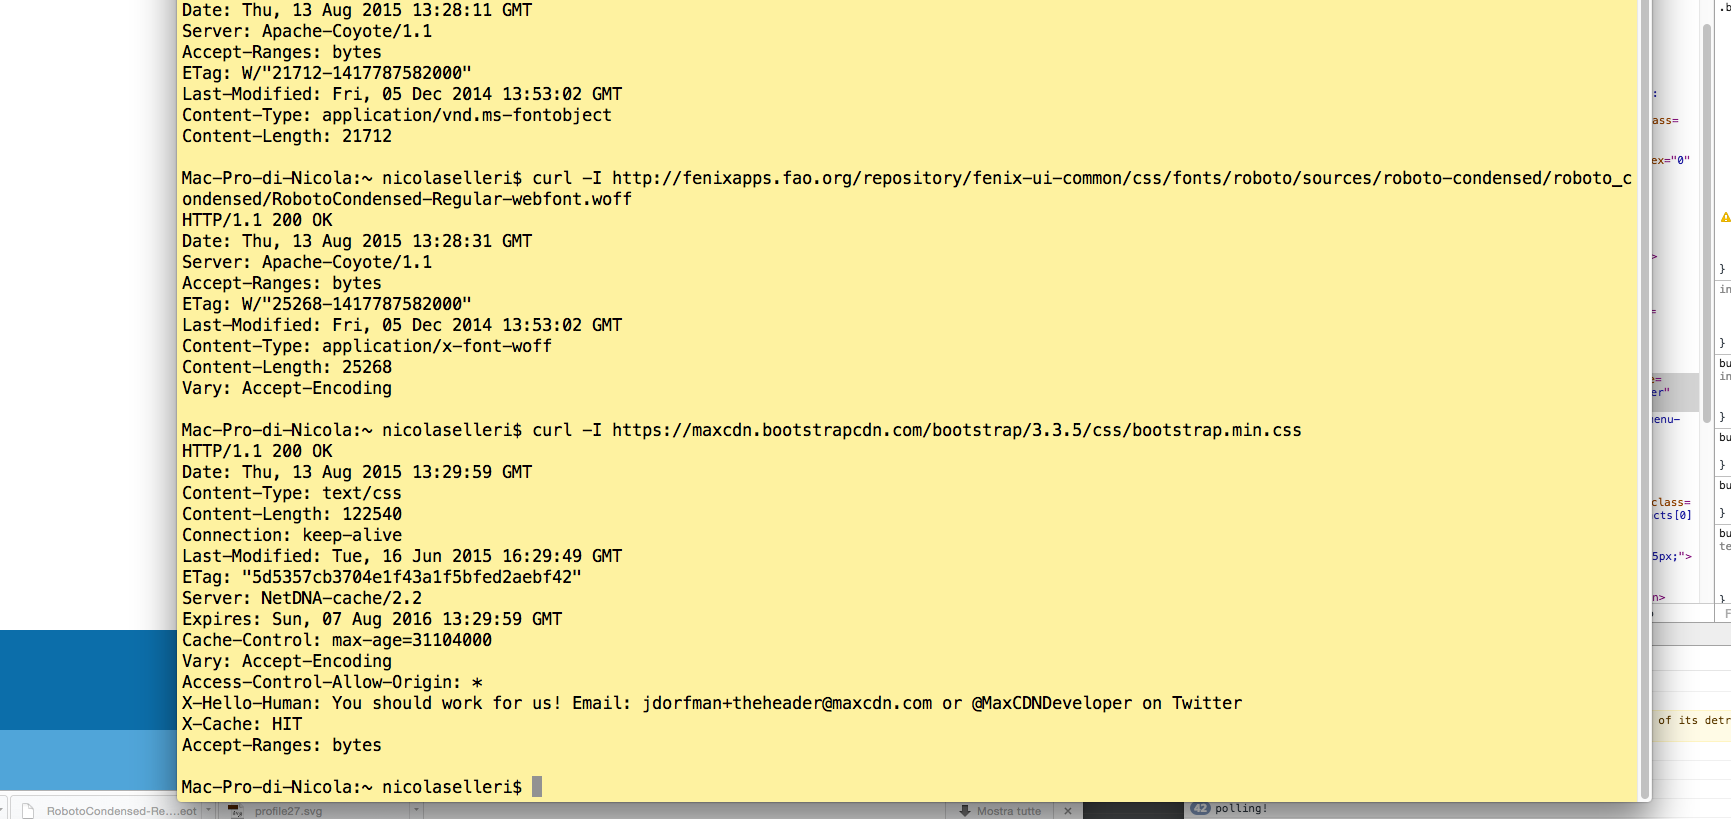 Date: Thu, 13 Aug 2015 13:28:11 GMT
Server: Apache-Coyote/1.1
Accept-Ranges: bytes
ETag: W/"21712-1417787582000"
Last-Modified: Fri, 05 Dec 2014 13:53:02 GMT
Content-Type: application/vnd.ms-fontobject
Content-Length: 21712
Mac-Pro-di-Nicola:~ nicolaselleri$ curl -I http://fenixapps.fao.org/repository/fenix-ui-common/css/fonts/roboto/sources/roboto-condensed/roboto_c
ondensed/RobotoCondensed-Regular-webfont.woff
HTTP/1.1 200 OK
Date: Thu, 13 Aug 2015 13:28:31 GMT
Server: Apache-Coyote/1.1
Accept-Ranges: bytes
ETag: W/"25268-1417787582000"
Last-Modified: Fri, 05 Dec 2014 13:53:02 GMT
Content-Type: application/x-font-woff
Content-Length: 25268
Vary: Accept-Encoding
Mac-Pro-di-Nicola:~ nicolaselleri$ curl -I https://maxcdn.bootstrapcdn.com/bootstrap/3.3.5/css/bootstrap.min.css
HTTP/1.1 200 OK
Date: Thu, 13 Aug 2015 13:29:59 GMT
Content-Type: text/css
Content-Length: 122540
Connection: keep-alive
Last-Modified: Tue, 16 Jun 2015 16:29:49 GMT
ETag: "5d5357cb3704e1f43a1f5bfed2aebf42"
Server: NetDNA-cache/2.2
Expires: Sun, 07 Aug 2016 13:29:59 GMT
Cache-Control: max-age=31104000
Vary: Accept-Encoding
Access-Control-Allow-Origin: *
X-Hello-Human: You should work for us! Email: jdorfman+theheader@maxcdn.com or @MaxCDNDeveloper on Twitter
X-Cache: HIT
Accept-Ranges: bytes
Mac-Pro-di-Nicola:~ nicolaselleri$
.b
:
ass=
ex="0"
>
}
in
=
}
bu
in
e=
er"
}
enu-
bu
}
bu
class=
}
cts[0]
bu
te
5px;">
n>
}
F
of its detr
RobotoCondensed-Re....eot
profile27.svg
Mostra tutte
42 polling!